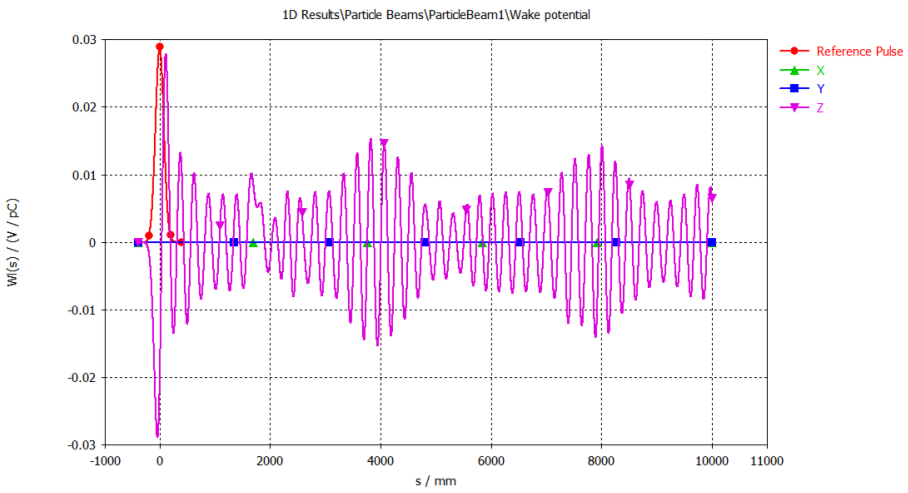 1D Results\Particle Beams\ParticleBeam1\Wake potential
0.03
0.02
0.01
0
-0.01
-0.02
-0.03
Wl(s) / (V / pC)
-1000 0 2000 4000 6000 8000 10000 11000
s / mm
Reference Pulse
X
Y
Z